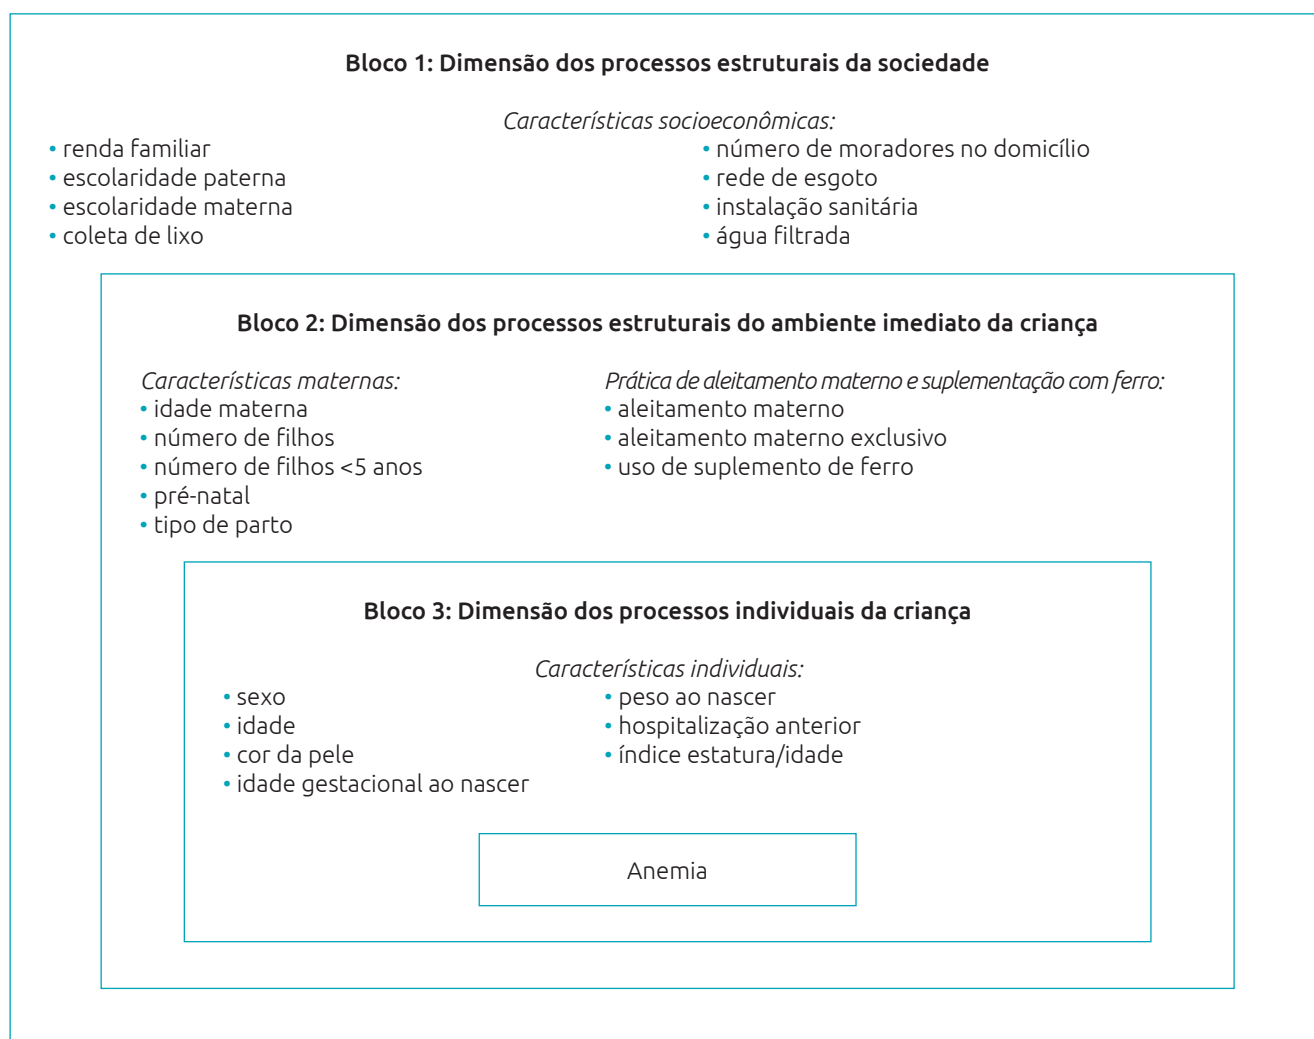 Bloco 1: Dimensão dos processos estruturais da sociedade
Características socioeconômicas:
• renda familiar
• escolaridade paterna
• escolaridade materna
• coleta de lixo
• número de moradores no domicílio
• rede de esgoto
• instalação sanitária
• água filtrada
Bloco 2: Dimensão dos processos estruturais do ambiente imediato da criança
Características maternas:
• idade materna
• número de filhos
• número de filhos <5 anos
• pré-natal
• tipo de parto
Prática de aleitamento materno e suplementação com ferro:
• aleitamento materno
• aleitamento materno exclusivo
• uso de suplemento de ferro
Bloco 3: Dimensão dos processos individuais da criança
Características individuais:
• sexo
• idade
• cor da pele
• idade gestacional ao nascer
• peso ao nascer
• hospitalização anterior
• índice estatura/idade
Anemia